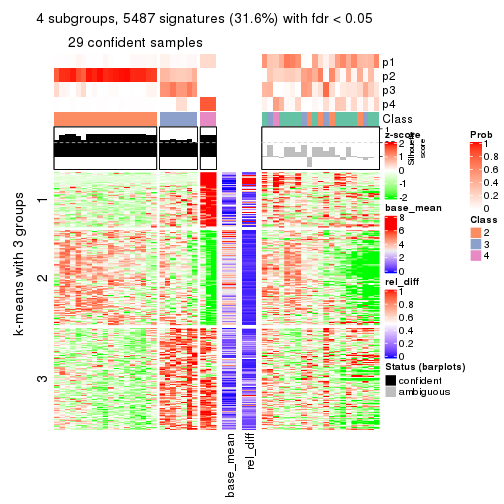 4 subgroups, 5487 signatures (31.6%) with fdr < 0.05
29 confident samples
p1
p2
p3
p4
Class
1
Silhouette
score
k-means with 3 groups
1
2
3
base_mean
rel_diff
z-score
2
1
0
-1
-2
base_mean
8
6
4
2
0
rel_diff
1
0.8
0.6
0.4
0.2
0
Status (barplots)
confident
ambiguous
Prob
1
0.8
0.6
0.4
0.2
0
Class
2
3
4